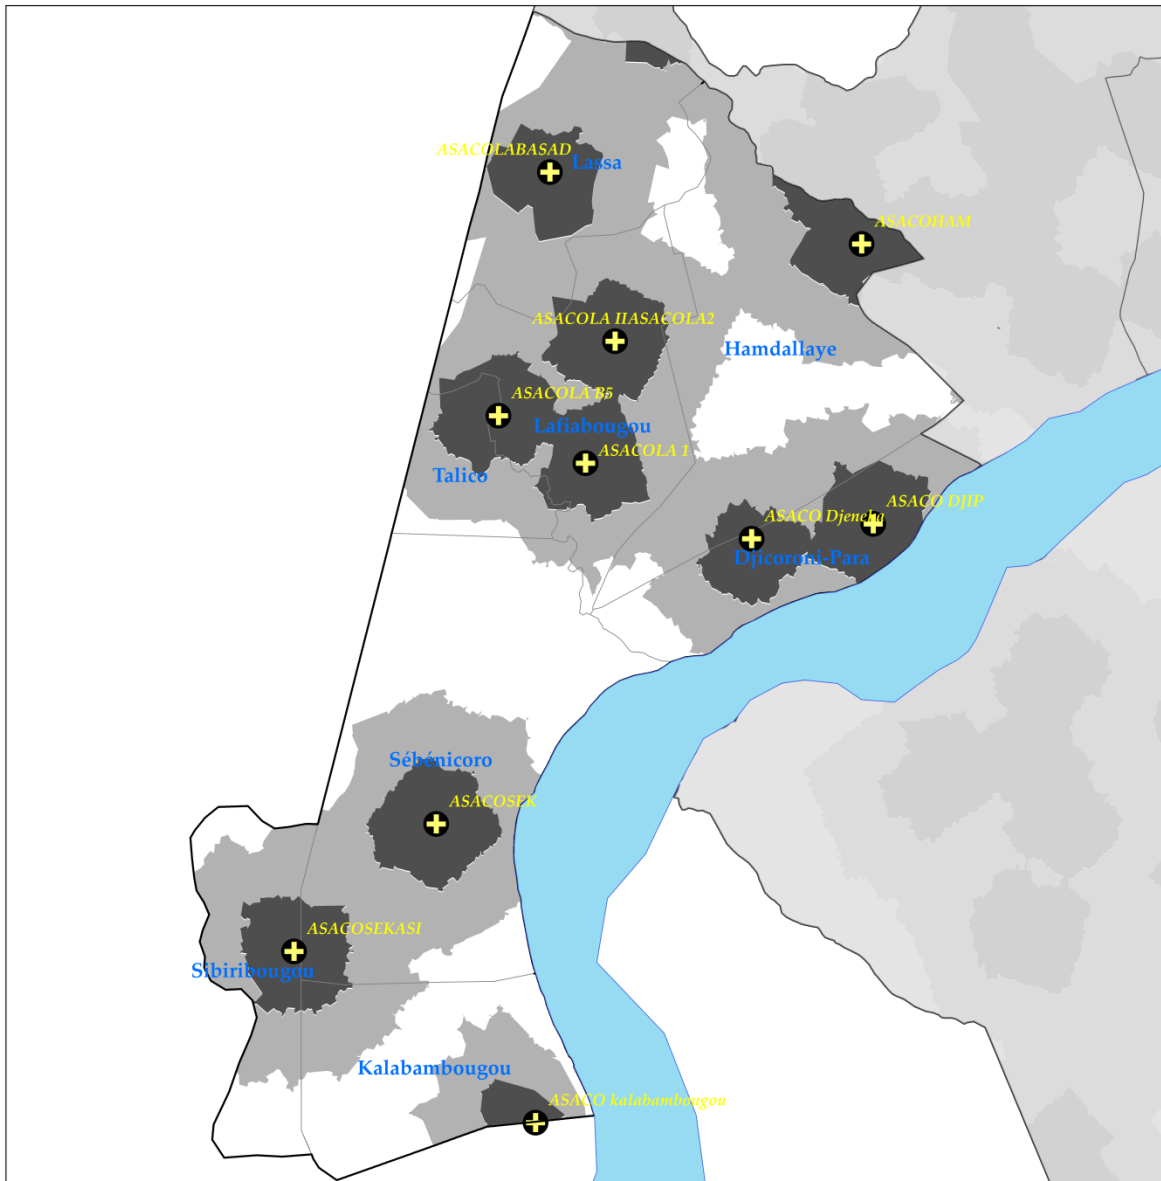 ASACOLABASAD
Lassa
ASACOHAM
ASACOLA IIASACOLA2
Hamdallaye
ASACOLA B5
Lafiabougou
ASACOLA 1
Talico
ASACO DJIP
ASACO Djeneka
Djicoroni-Para
Sébénicoro
ASACOSEK
ASACOSEKASI
Sibiribougou
Kalabambougou
ASACO kalabambougou